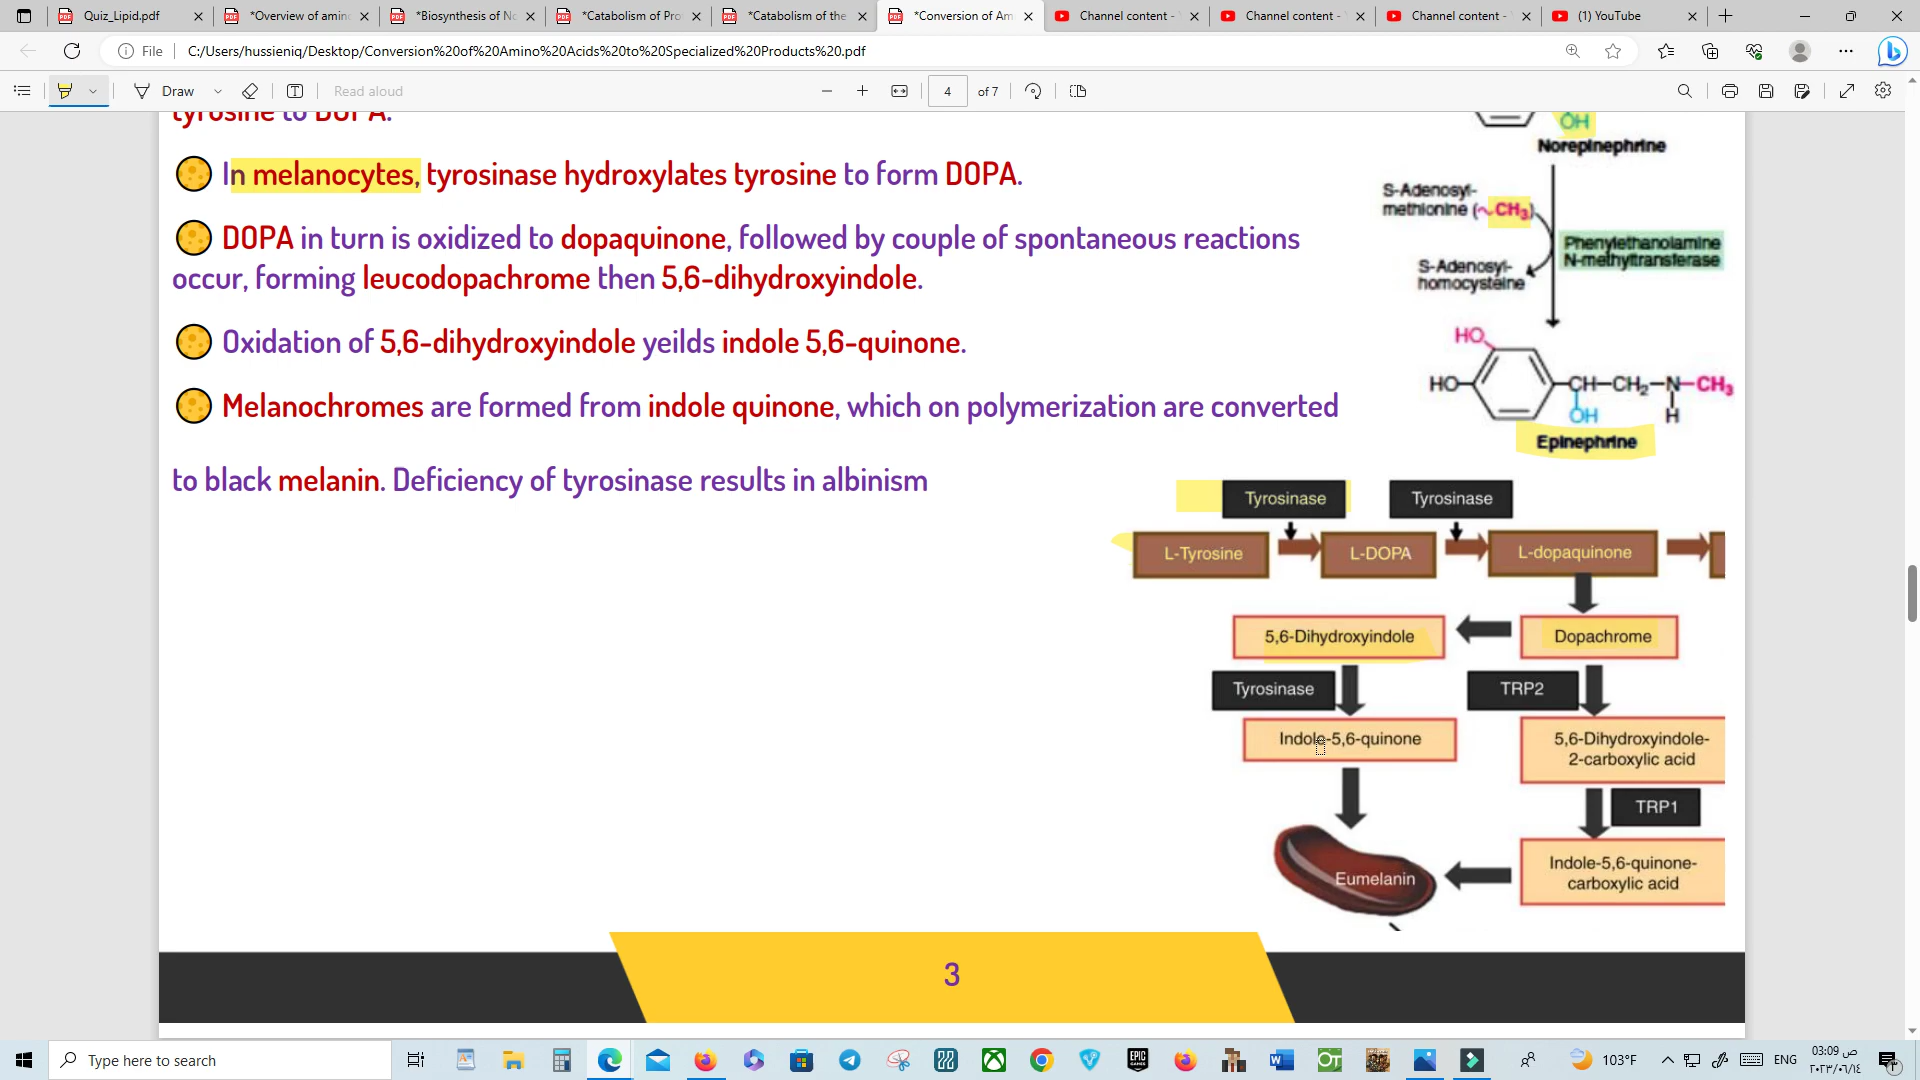 Quiz_Lipid.pdf
*Overview of amin
*Biosynthesis of N
*Catabolism of Pro
*Catabolism of the
*Conversion of Am
Channel content -
Channel content -
Channel content -
(1) YouTube
File
C:/Users/hussieniq/Desktop/Conversion%20of%20Amino%20Acids%20to%20Specialized%20Products%20.pdf
Draw
Read aloud
4
of 7
tyrosine to DOPA.
In melanocytes, tyrosinase hydroxylates tyrosine to form DOPA.
DOPA in turn is oxidized to dopaquinone, followed by couple of spontaneous reactions
occur, forming leucodopachrome then 5,6-dihydroxyindole.
Oxidation of 5,6-dihydroxyindole yeilds indole 5,6-quinone.
Melanochromes are formed from indole quinone, which on polymerization are converted
to black melanin. Deficiency of tyrosinase results in albinism
OH
Norepinephrine
S-Adenosyl-
methionine (~CH3)
Phenylethanolamine
N-methyltransferase
S-Adenosyl-
homocysteine
HO
HO
CH—CH2—N—CH3
OH
H
Epinephrine
Tyrosinase
Tyrosinase
L-Tyrosine
L-DOPA
L-dopaquinone
5,6-Dihydroxyindole
Dopachrome
Tyrosinase
TRP2
Indole-5,6-quinone
5,6-Dihydroxyindole-
2-carboxylic acid
TRP1
Indole-5,6-quinone-
carboxylic acid
Eumelanin
3
Type here to search
103°F
ENG
03:09 ص
٢٠٢٣/٠٦/١٤